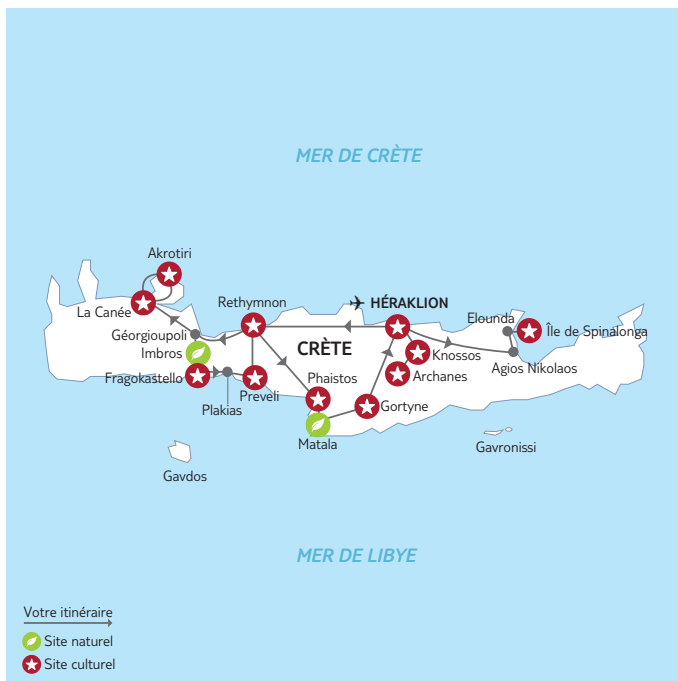 MER DE CRÈTE
Akrotiri
La Canée
Rethymnon
HÉRAKLION
Géorgioupoli
Imbros
CRÈTE
Elounda
Île de Spinalonga
Knossos
Agios Nikolaos
Fragokastello
Phaistos
Archanes
Plakias
Preveli
Gortyne
Matala
Gavronissi
Gavdos
MER DE LIBYE
Votre itinéraire
Site naturel
Site culturel